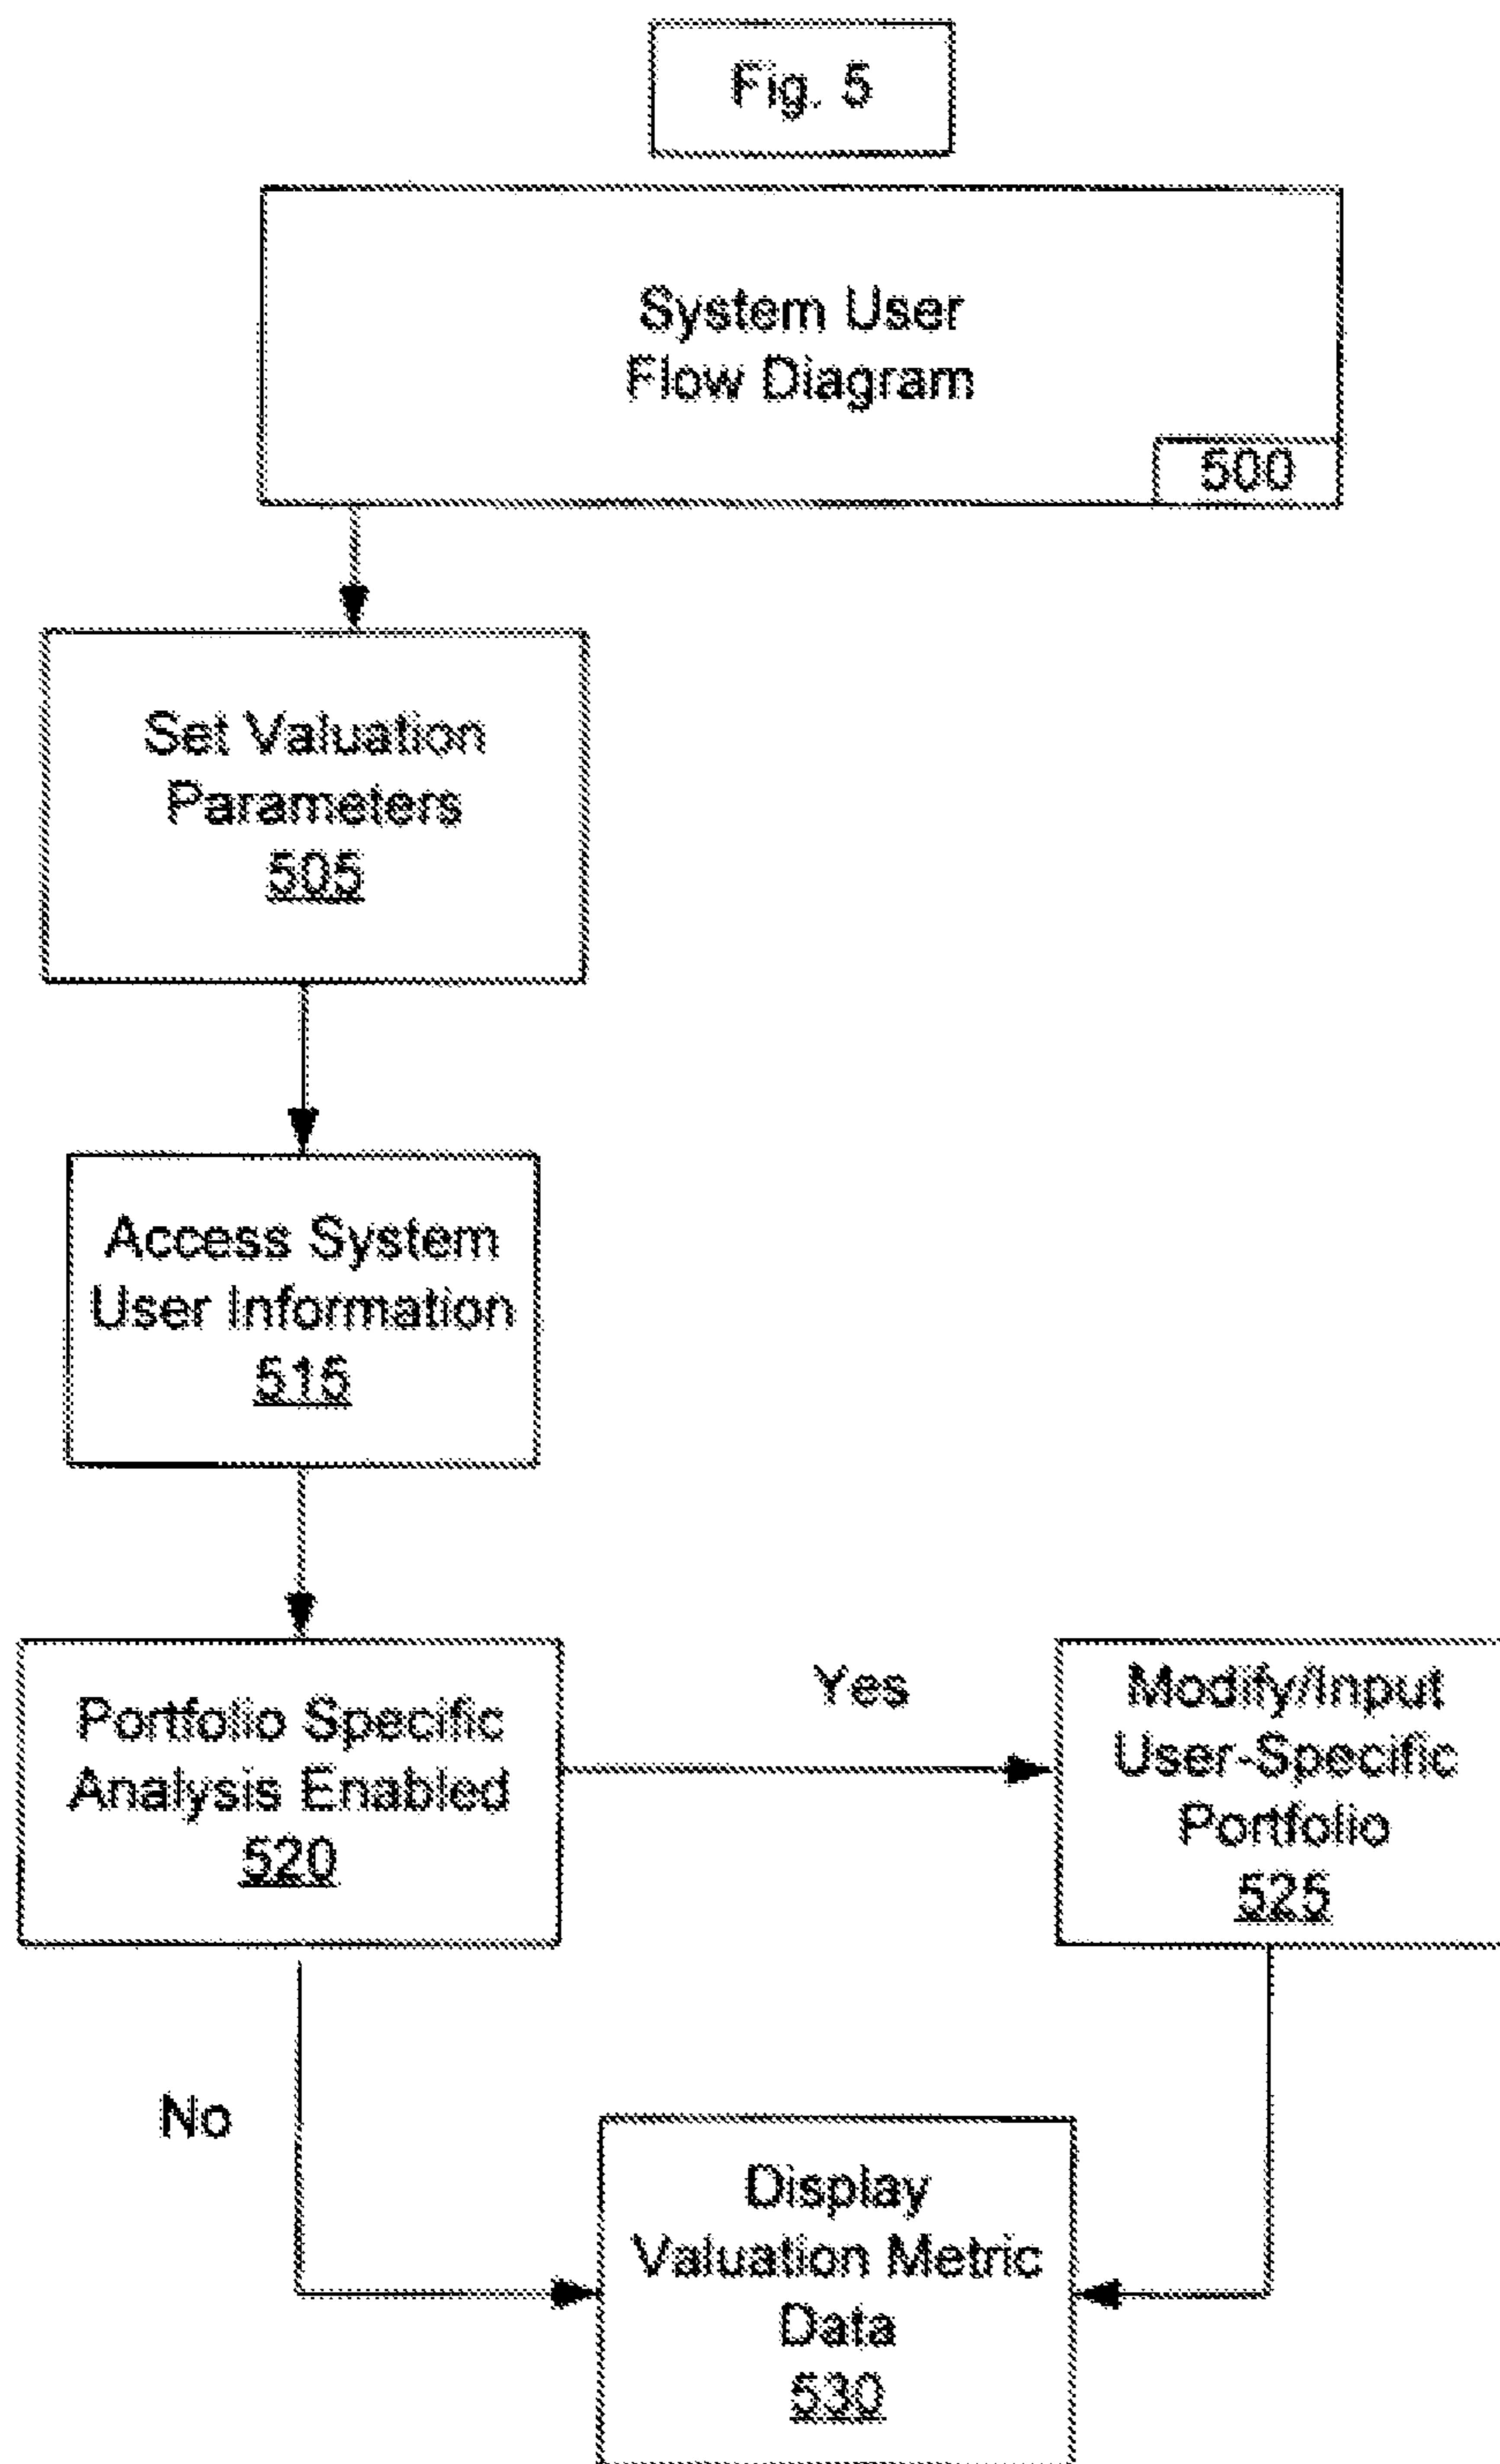 Fig. 5
System User
Flow Diagram
500
Set Valuation
Parameters
505
Access System
User Information
515
Portfolio Specific
Analysis Enabled
520
Yes
Modify/Input
User-Specific
Portfolio
525
No
Display
Valuation Metric
Data
530